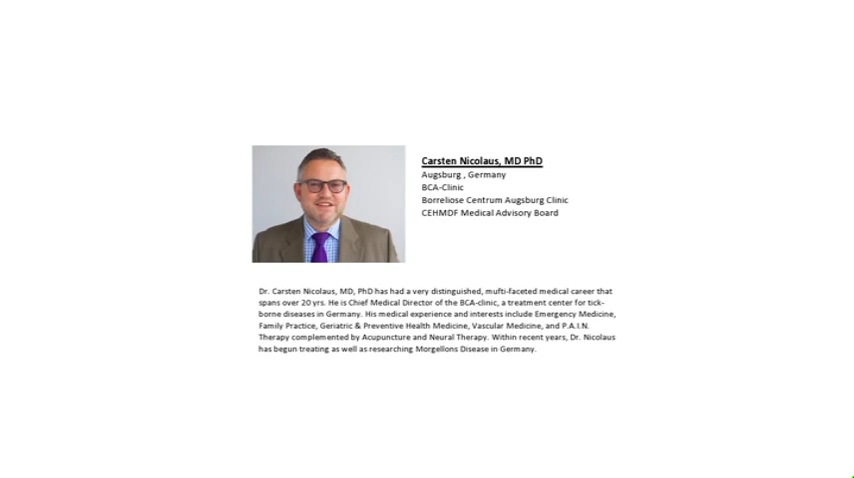 Carsten Nicolaus, MD PhD
Augsburg , Germany
BCA-Clinic
Borreliose Centrum Augsburg Clinic
CEHMDF Medical Advisory Board
Dr. Carsten Nicolaus, MD, PhD has had a very distinguished, mufti-faceted medical career that
spans over 20 yrs. He is Chief Medical Director of the BCA-clinic, a treatment center for tick-
borne diseases in Germany. His medical experience and interests include Emergency Medicine,
Family Practice, Geriatric & Preventive Health Medicine, Vascular Medicine, and P.A.I.N.
Therapy complemented by Acupuncture and Neural Therapy. Within recent years, Dr. Nicolaus
has begun treating as well as researching Morgellons Disease in Germany.